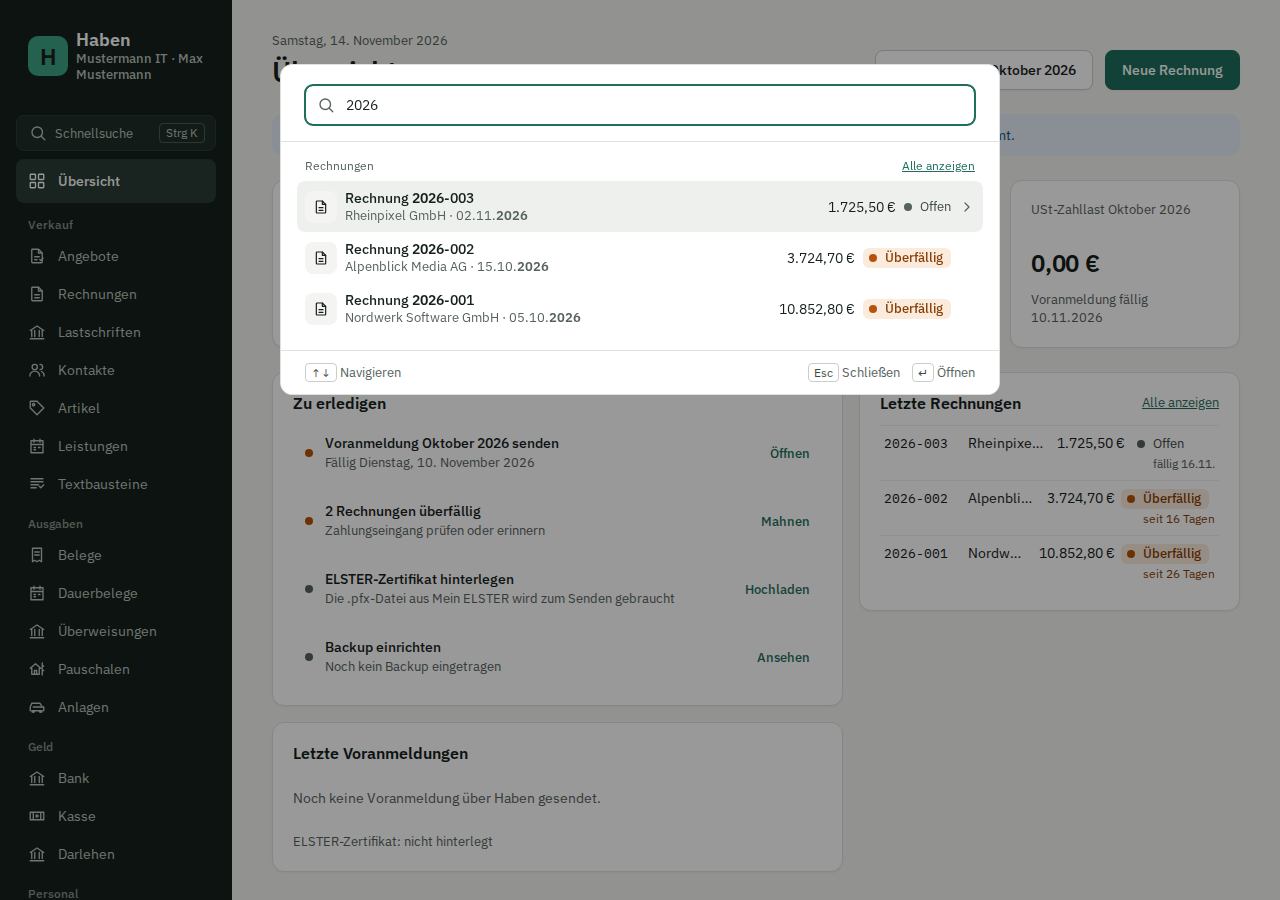 Haben
Mustermann IT · Max
Mustermann
Schnellsuche Strg K
Übersicht
Verkauf
Angebote
Rechnungen
Lastschriften
Kontakte
Artikel
Leistungen
Textbausteine
Ausgaben
Belege
Dauerbelege
Überweisungen
Pauschalen
Anlagen
Geld
Bank
Kasse
Darlehen
Personal
Samstag, 14. November 2026
Oktober 2026
Neue Rechnung
2026
Rechnungen Alle anzeigen
Rechnung 2026-003
Rheinpixel GmbH · 02.11.2026
1.725,50 € Offen
Rechnung 2026-002
Alpenblick Media AG · 15.10.2026
3.724,70 € Überfällig
Rechnung 2026-001
Nordwerk Software GmbH · 05.10.2026
10.852,80 € Überfällig
↑↓ Navigieren Esc Schließen ↵ Öffnen
USt-Zahllast Oktober 2026
0,00 €
Voranmeldung fällig
10.11.2026
Zu erledigen
Voranmeldung Oktober 2026 senden
Fällig Dienstag, 10. November 2026
Öffnen
2 Rechnungen überfällig
Zahlungseingang prüfen oder erinnern
Mahnen
ELSTER-Zertifikat hinterlegen
Die .pfx-Datei aus Mein ELSTER wird zum Senden gebraucht
Hochladen
Backup einrichten
Noch kein Backup eingetragen
Ansehen
Letzte Rechnungen Alle anzeigen
2026-003 Rheinpixe… 1.725,50 € Offen
fällig 16.11.
2026-002 Alpenbli… 3.724,70 € Überfällig
seit 16 Tagen
2026-001 Nordw… 10.852,80 € Überfällig
seit 26 Tagen
Letzte Voranmeldungen
Noch keine Voranmeldung über Haben gesendet.
ELSTER-Zertifikat: nicht hinterlegt